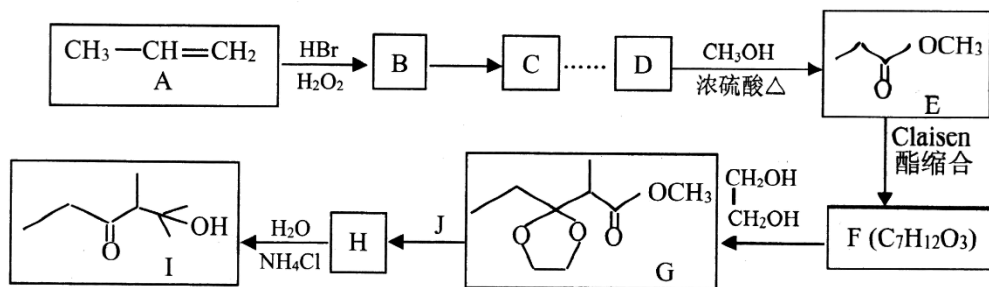 CH₃—CH=CH₂
A
HBr
H₂O₂
B
C
……
D
CH₃OH
浓硫酸△
OCH₃
O
E
Claisen
酯缩合
F (C₇H₁₂O₃)
CH₂OH
CH₂OH
OCH₃
O
O
O
G
J
H
H₂O
NH₄Cl
OH
O
I